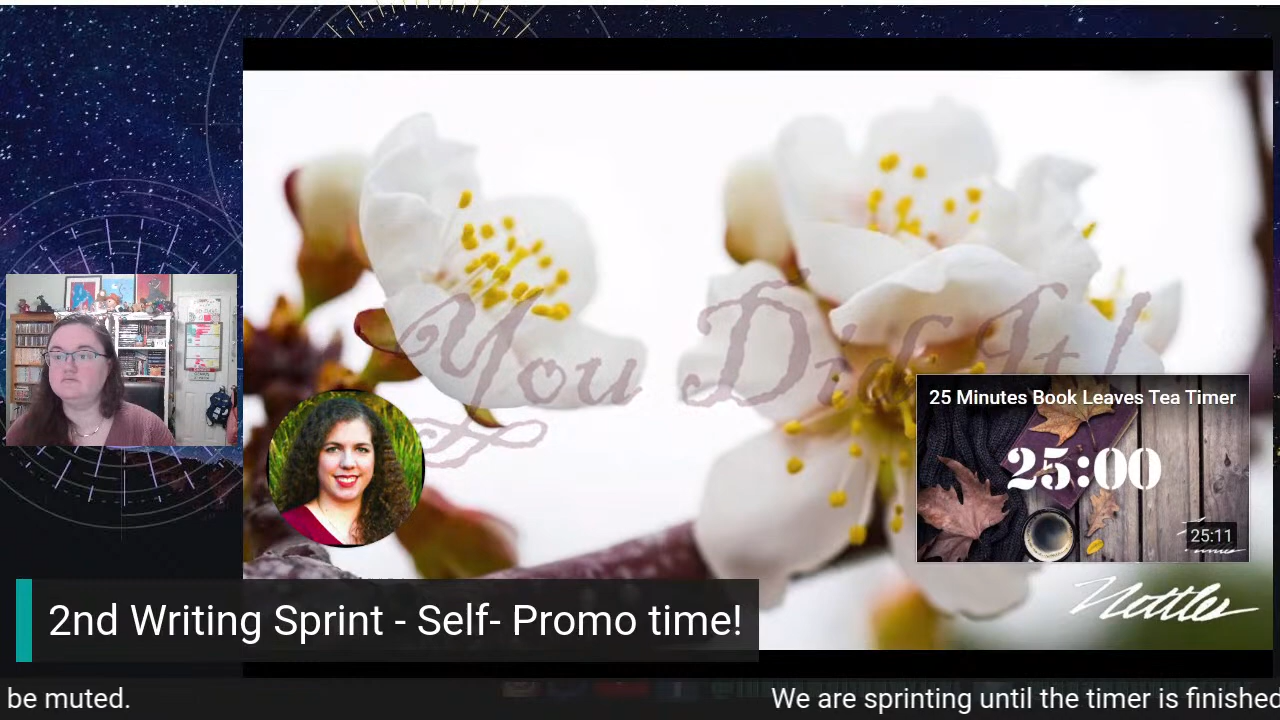 You Did It!
25 Minutes Book Leaves Tea Timer
25:00
25:11
Nettles
2nd Writing Sprint - Self- Promo time!
be muted.
We are sprinting until the timer is finished